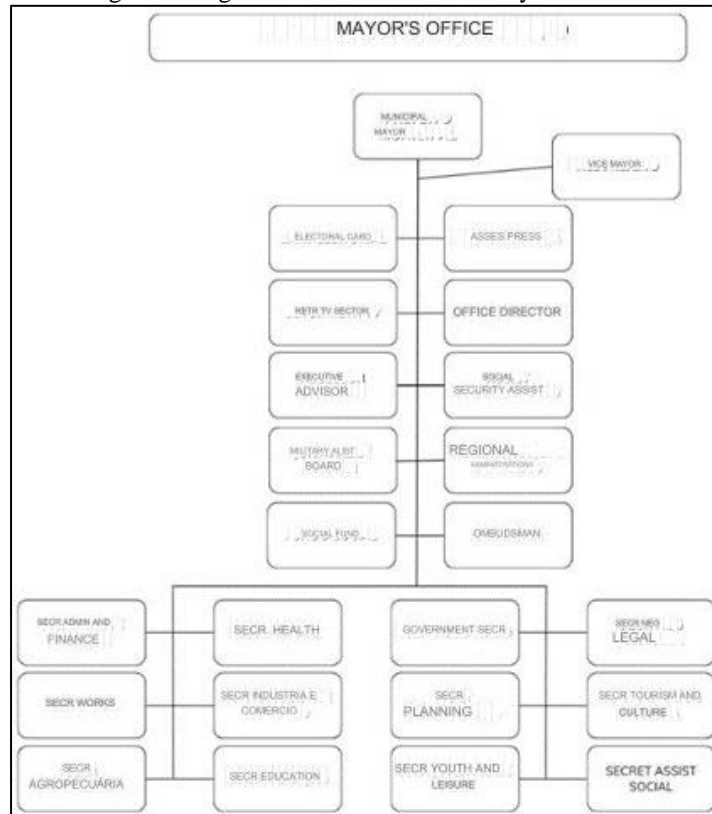 MAYOR'S OFFICE
MUNICIPAL
MAYOR
VICE MAYOR
ELECTORAL CARD
ASSES PRESS
RETR TV SECTOR
OFFICE DIRECTOR
EXECUTIVE
ADVISOR
SOCIAL
SECURITY ASSIST
MILITARY
BOARD
REGIONAL
ADMINISTRATIONS
SOCIAL FUND
OMBUDSMAN
SECR ADMIN AND
FINANCE
SECR. HEALTH
GOVERNMENT SECR
SECR NEG
LEGAL
SECR WORKS
SECR INDUSTRIA E
COMERCIO
SECR
PLANNING
SECR TOURISM AND
CULTURE
SECR
AGROPECUÁRIA
SECR EDUCATION
SECR YOUTH AND
LEISURE
SECRET ASSIST
SOCIAL